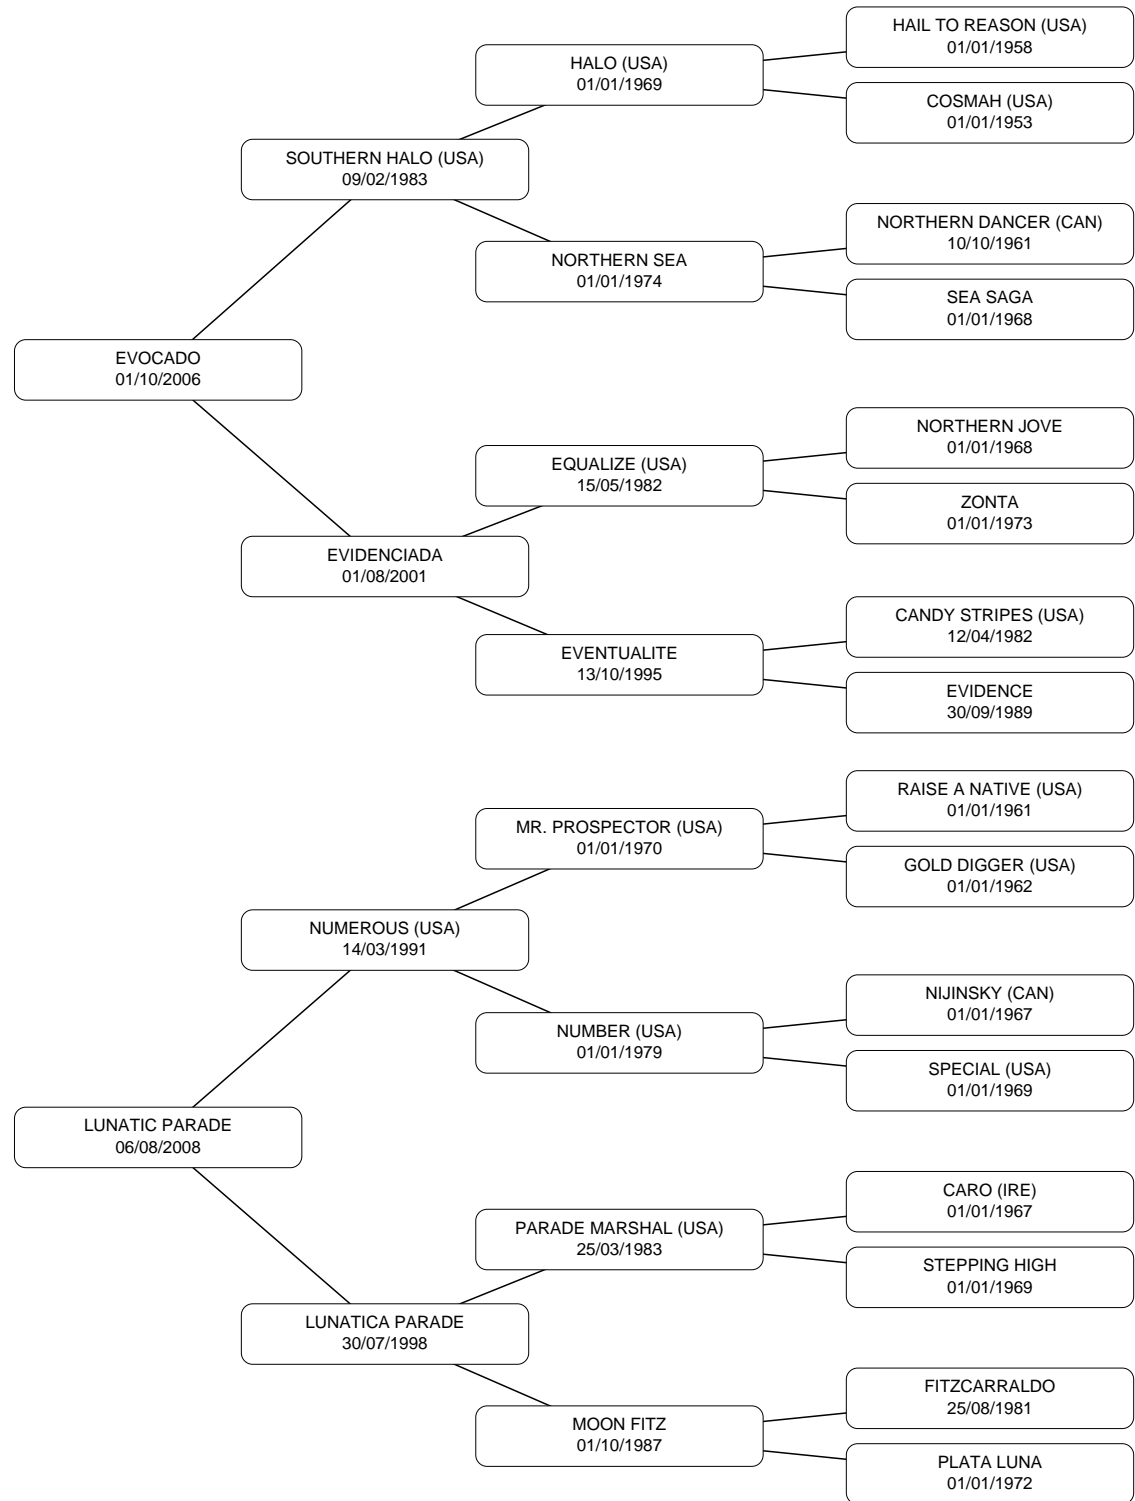 HAIL TO REASON (USA)
01/01/1958
HALO (USA)
01/01/1969
COSMAH (USA)
01/01/1953
SOUTHERN HALO (USA)
09/02/1983
NORTHERN DANCER (CAN)
10/10/1961
NORTHERN SEA
01/01/1974
SEA SAGA
01/01/1968
EVOCADO
01/10/2006
NORTHERN JOVE
01/01/1968
EQUALIZE (USA)
15/05/1982
ZONTA
01/01/1973
EVIDENCIADA
01/08/2001
CANDY STRIPES (USA)
12/04/1982
EVENTUALITE
13/10/1995
EVIDENCE
30/09/1989
RAISE A NATIVE (USA)
01/01/1961
MR. PROSPECTOR (USA)
01/01/1970
GOLD DIGGER (USA)
01/01/1962
NUMEROUS (USA)
14/03/1991
NIJINSKY (CAN)
01/01/1967
NUMBER (USA)
01/01/1979
SPECIAL (USA)
01/01/1969
LUNATIC PARADE
06/08/2008
CARO (IRE)
01/01/1967
PARADE MARSHAL (USA)
25/03/1983
STEPPING HIGH
01/01/1969
LUNATICA PARADE
30/07/1998
FITZCARRALDO
25/08/1981
MOON FITZ
01/10/1987
PLATA LUNA
01/01/1972